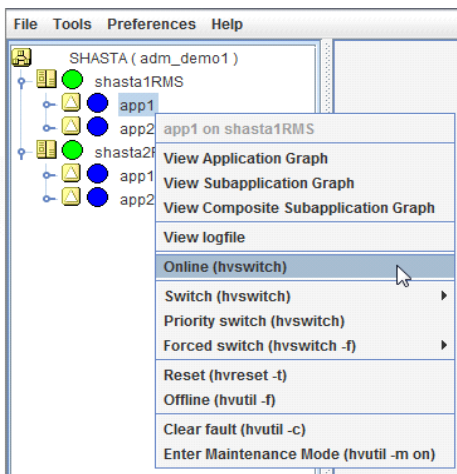 File Tools Preferences Help
SHASTA ( adm_demo1 )
shasta1RMS
app1
app2
shasta2
app1
app2
app1 on shasta1RMS
View Application Graph
View Subapplication Graph
View Composite Subapplication Graph
View logfile
Online (hvswitch)
Switch (hvswitch)
Priority switch (hvswitch)
Forced switch (hvswitch -f)
Reset (hvreset -t)
Offline (hvutil -f)
Clear fault (hvutil -c)
Enter Maintenance Mode (hvutil -m on)